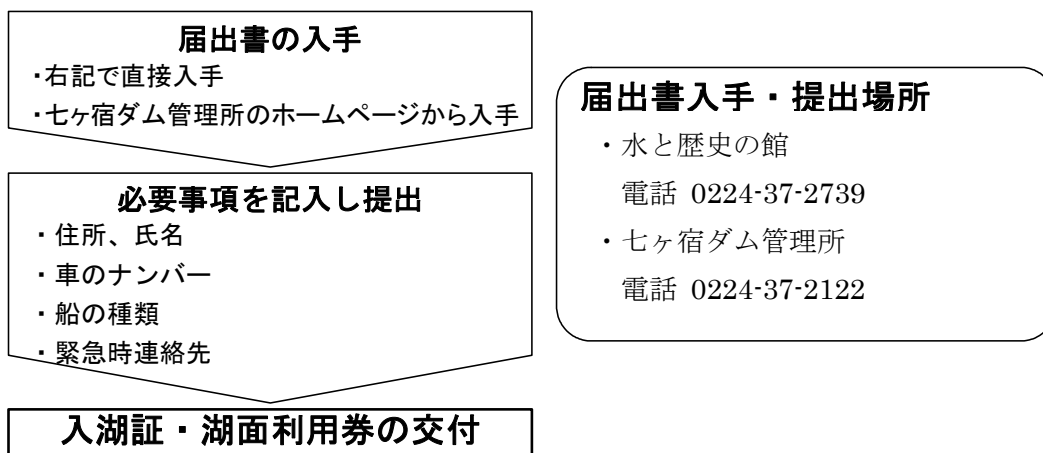 届出書の入手
・右記で直接入手
・七ヶ宿ダム管理所のホームページから入手
必要事項を記入し提出
・住所、氏名
・車のナンバー
・船の種類
・緊急時連絡先
入湖証・湖面利用券の交付
届出書入手・提出場所
・水と歴史の館
電話 0224-37-2739
・七ヶ宿ダム管理所
電話 0224-37-2122